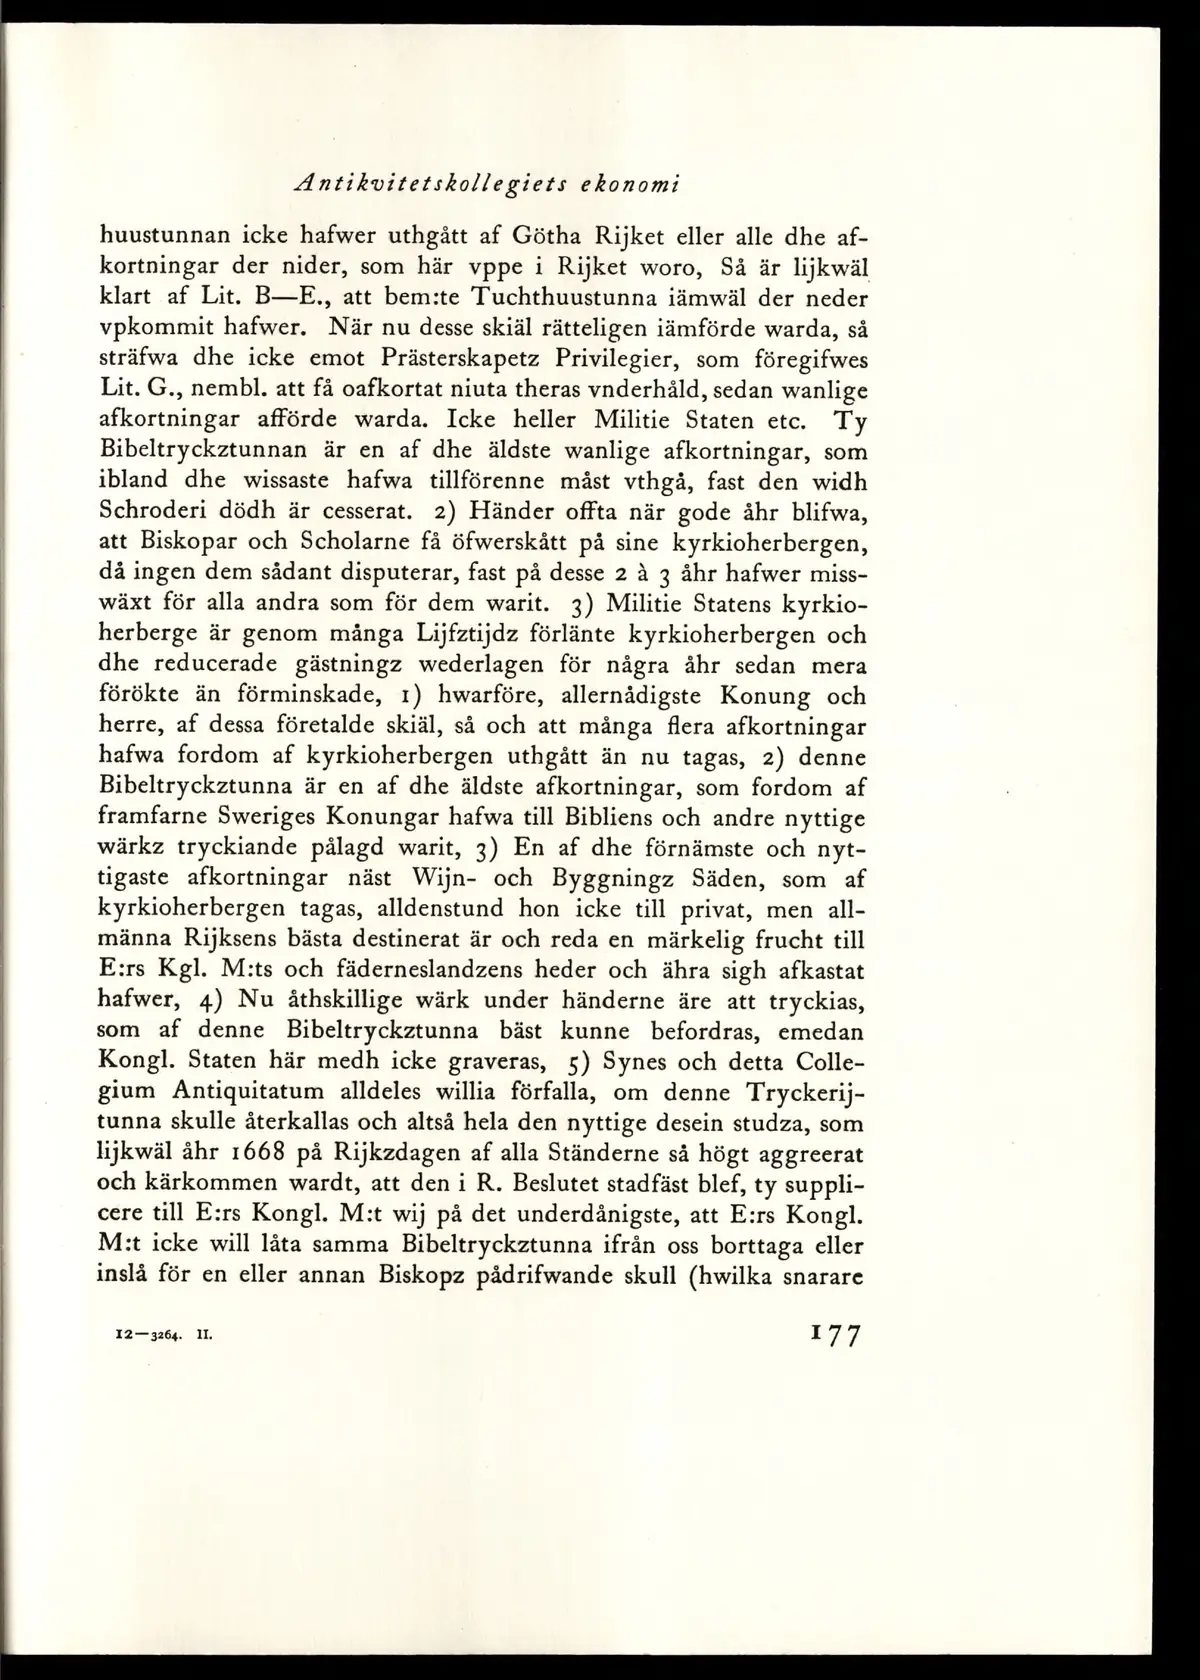 Antikvitetskollegiets ekonomi
huustunnan icke hafwer uthgått af Götha Rijket eller alle dhe af-
kortningar der nider, som här vppe i Rijket woro, Så är lijkwäl
klart af Lit. B—E., att bem:te Tuchthuustunna iämwäl der neder
vpkommit hafwer. När nu desse skiäl rätteligen iämförde warda, så
sträfwa dhe icke emot Prästerskapetz Privilegier, som föregifwes
Lit. G., nembl. att få oafkortat niuta theras vnderhåld, sedan wanlige
afkortningar afförde warda. Icke heller Militie Staten etc. Ty
Bibeltryckztunnan är en af dhe äldste wanlige afkortningar, som
ibland dhe wissaste hafwa tillförenne måst vthgå, fast den widh
Schroderi dödh är cesserat. 2) Händer offta när gode åhr blifwa,
att Biskopar och Scholarne få öfwerskått på sine kyrkioherbergen,
då ingen dem sådant disputerar, fast på desse 2 à 3 åhr hafwer miss-
wäxt för alla andra som för dem warit. 3) Militie Statens kyrkio-
herberge är genom många Lijfztijdz förlänte kyrkioherbergen och
dhe reducerade gästningz wederlagen för några åhr sedan mera
förökte än förminskade, 1) hwarföre, allernådigste Konung och
herre, af dessa företalde skiäl, så och att många flera afkortningar
hafwa fordom af kyrkioherbergen uthgått än nu tagas, 2) denne
Bibeltryckztunna är en af dhe äldste afkortningar, som fordom af
framfarne Sweriges Konungar hafwa till Bibliens och andre nyttige
wärkz tryckiande pålagd warit, 3) En af dhe förnämste och nyt-
tigaste afkortningar näst Wijn- och Byggningz Säden, som af
kyrkioherbergen tagas, alldenstund hon icke till privat, men all-
männa Rijksens bästa destinerat är och reda en märkelig frucht till
E:rs Kgl. M:ts och fäderneslandzens heder och ähra sigh afkastat
hafwer, 4) Nu åthskillige wärk under händerne äre att tryckias,
som af denne Bibeltryckztunna bäst kunne befordras, emedan
Kongl. Staten här medh icke graveras, 5) Synes och detta Colle-
gium Antiquitatum alldeles willia förfalla, om denne Tryckerij-
tunna skulle återkallas och altså hela den nyttige desein studza, som
lijkwäl åhr 1668 på Rijkzdagen af alla Ständerne så högt aggreerat
och kärkommen wardt, att den i R. Beslutet stadfäst blef, ty suppli-
cere till E:rs Kongl. M:t wij på det underdånigste, att E:rs Kongl.
M:t icke will låta samma Bibeltryckztunna ifrån oss borttaga eller
inslå för en eller annan Biskopz pådrifwande skull (hwilka snarare
12—3264. II.
177